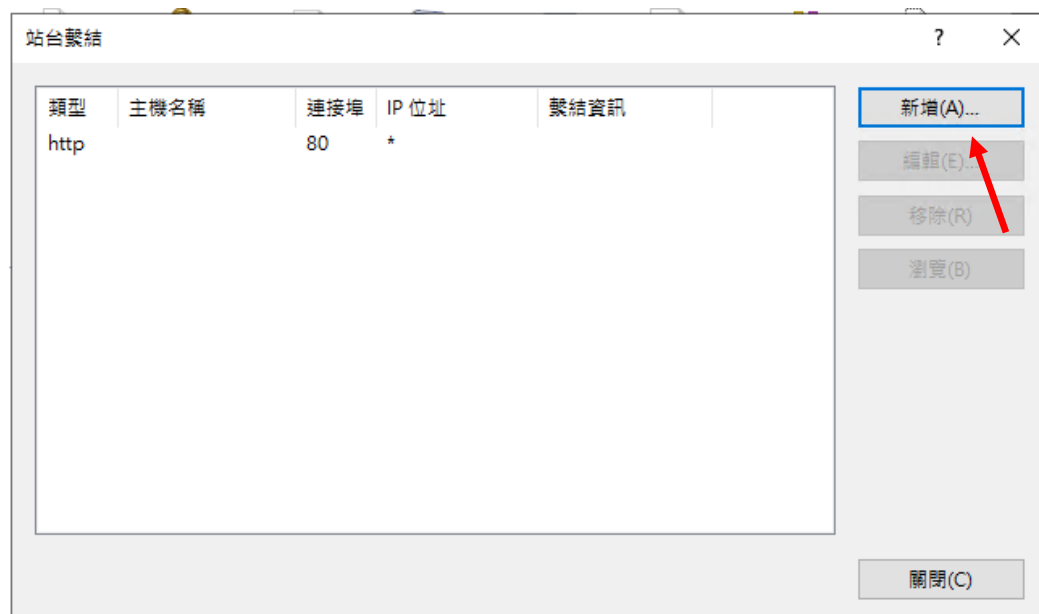 站台繫結 ?
類型 主機名稱 連接埠 IP 位址 繫結資訊
http 80 *
新增(A)...
編輯(E)...
移除(R)
瀏覽(B)
關閉(C)